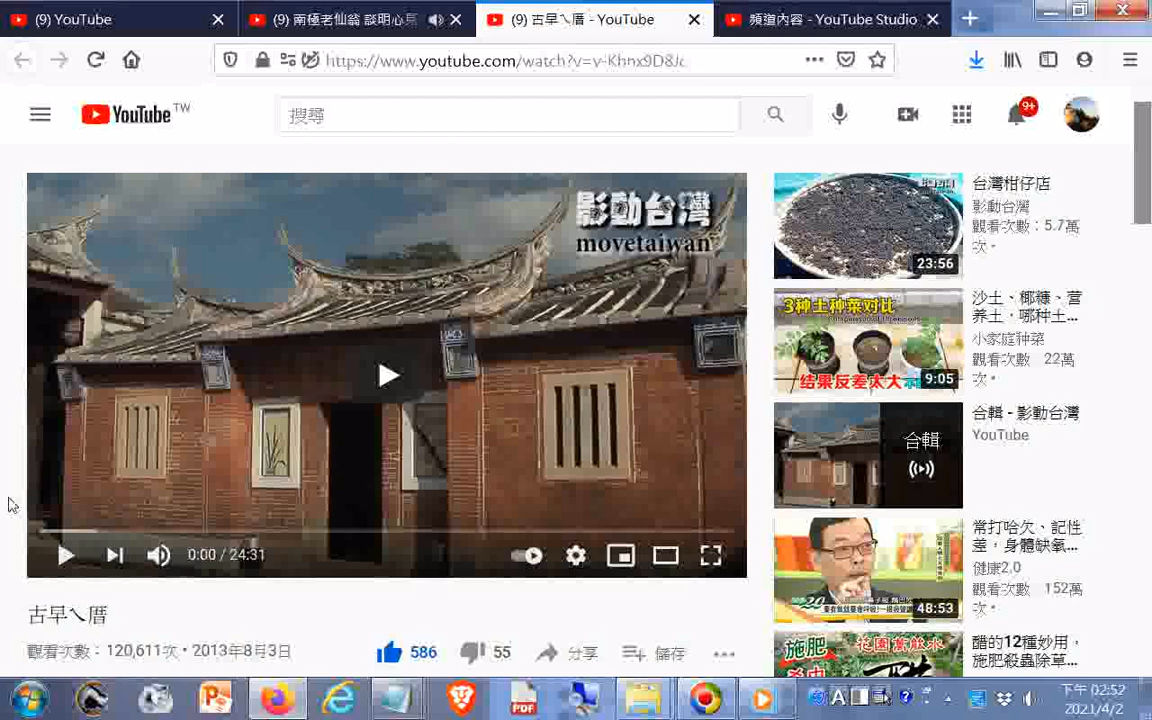 (9) YouTube
(9) 南極老仙翁 談明心見
(9) 古早ㄟ厝 - YouTube
頻道內容 - YouTube Studio
https://www.youtube.com/watch?v=v-Khnx9D8Jc
YouTube TW
搜尋
9+
影動台灣
movetaiwan
0:00 / 24:31
古早ㄟ厝
觀看次數：120,611次 • 2013年8月3日
586
55
分享
儲存
23:56
台灣柑仔店
影動台灣
觀看次數：5.7萬
次 •
3种土种菜对比
结果反差太大
9:05
沙土、椰糠、营
养土，哪种土...
小家庭种菜
觀看次數 22萬
次 •
合輯
合輯 - 影動台灣
YouTube
48:53
常打哈欠、記性
差，身體缺氧...
健康2.0
觀看次數 152萬
次 •
施肥
醋的12種妙用，
施肥殺蟲除草...
下午 02:52
2021/4/2